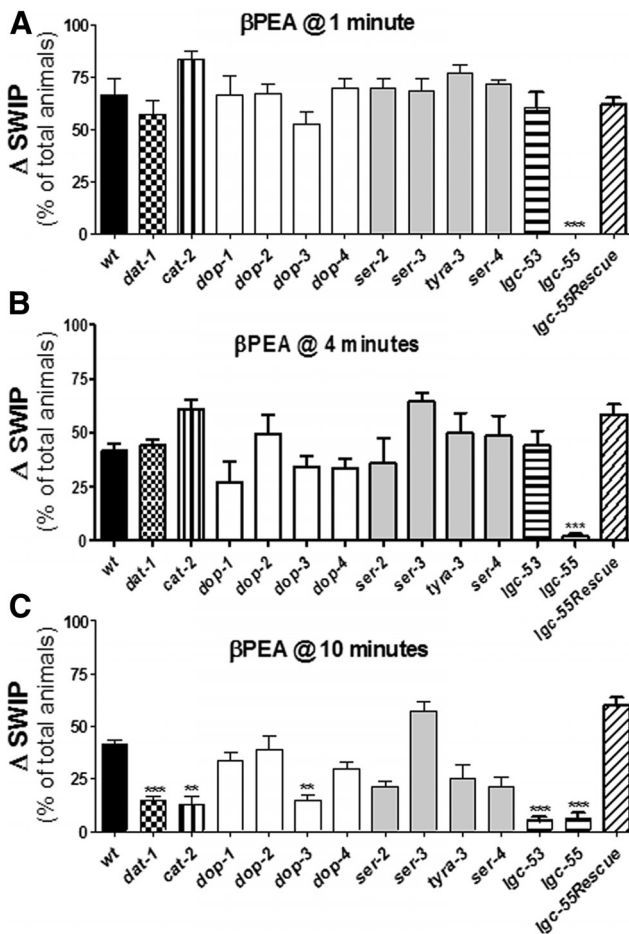 A
βPEA @ 1 minute
Δ SWIP
(% of total animals)
100
75
50
25
0
wt
dat-1
cat-2
dop-1
dop-2
dop-3
dop-4
ser-2
ser-3
tyra-3
ser-4
lgc-53
***
lgc-55
lgc-55Rescue
B
βPEA @ 4 minutes
Δ SWIP
(% of total animals)
100
75
50
25
0
wt
dat-1
cat-2
dop-1
dop-2
dop-3
dop-4
ser-2
ser-3
tyra-3
ser-4
lgc-53
***
lgc-55
lgc-55Rescue
C
βPEA @ 10 minutes
Δ SWIP
(% of total animals)
100
75
50
25
0
***
**
**
***
***
wt
dat-1
cat-2
dop-1
dop-2
dop-3
dop-4
ser-2
ser-3
tyra-3
ser-4
lgc-53
lgc-55
lgc-55Rescue